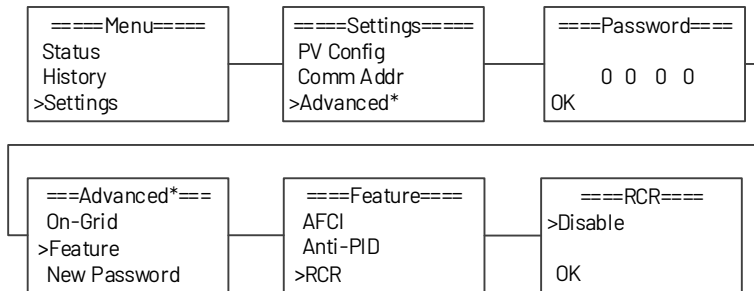 =====Menu=====
Status
History
>Settings
=====Settings=====
PV Config
Comm Addr
>Advanced*
====Password====
0 0 0 0
OK
===Advanced*===
On-Grid
>Feature
New Password
====Feature====
AFCI
Anti-PID
>RCR
====RCR====
>Disable
OK